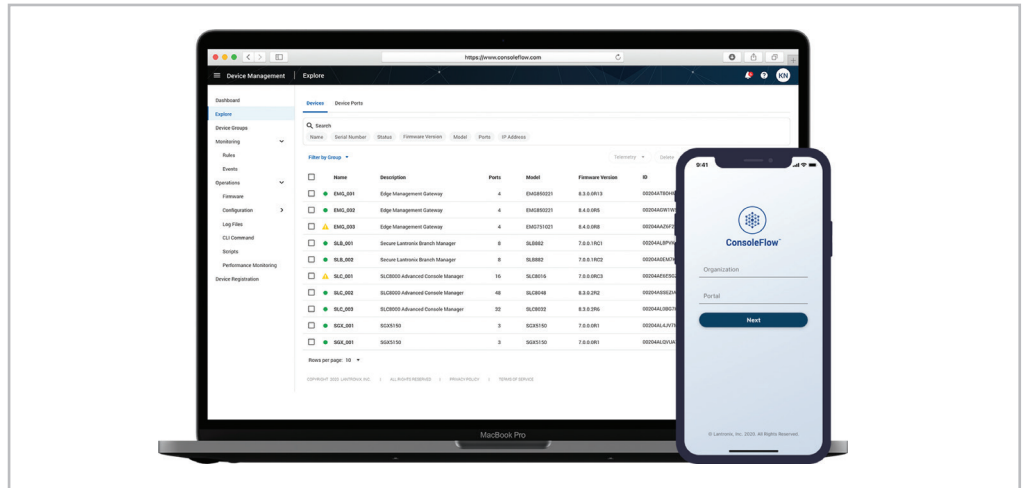 https://www.consoleflow.com
Device Management Explore KN
Dashboard
Explore
Device Groups
Monitoring
Rules
Events
Operations
Firmware
Configuration
Log Files
CLI Command
Scripts
Performance Monitoring
Device Registration
Devices Device Ports
Search
Name Serial Number Status Firmware Version Model Ports IP Address
Filter by Group Telemetry Delete
Name Description Ports Model Firmware Version ID
EMG_001 Edge Management Gateway 4 EMG850221 8.3.0.0R13
EMG_002 Edge Management Gateway 4 EMG850221 8.4.0.0R5
EMG_003 Edge Management Gateway 4 EMG751021 8.4.0.0R8
SLB_001 Secure Lantronix Branch Manager 8 SLB882 7.0.0.1RC1
SLB_002 Secure Lantronix Branch Manager 8 SLB882 7.0.0.1RC2
SLC_001 SLC8000 Advanced Console Manager 16 SLC8016 7.0.0.0RC3
SLC_002 SLC8000 Advanced Console Manager 48 SLC8048 8.3.0.2R2
SLC_003 SLC8000 Advanced Console Manager 32 SLC8032 8.3.0.2R6
SGX_001 SGX5150 3 SGX5150 7.0.0.0R1
SGX_001 SGX5150 3 SGX5150 7.0.0.0R1
Rows per page: 10
COPYRIGHT 2020 LANTRONIX, INC. | ALL RIGHTS RESERVED | PRIVACY POLICY | TERMS OF SERVICE
MacBook Pro
9:41
ConsoleFlow™
Organization
Portal
Next
© Lantronix, Inc. 2020. All Rights Reserved.